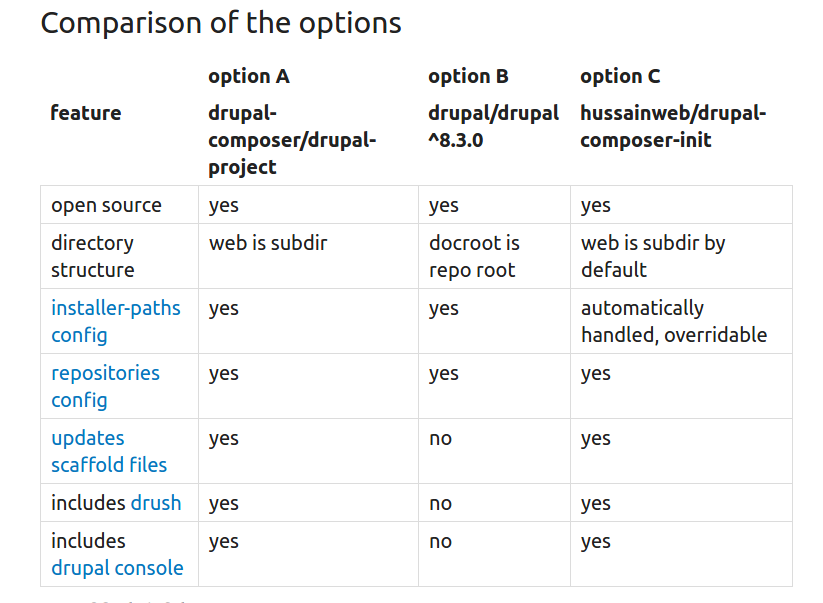 Comparison of the options
option A option B option C
feature drupal- drupal/drupal hussainweb/drupal-
composer/drupal- ^8.3.0 composer-init
project
open source yes yes yes
directory web is subdir docroot is web is subdir by
structure repo root default
installer-paths yes yes automatically
config handled, overridable
repositories yes yes yes
config
updates yes no yes
scaffold files
includes drush yes no yes
includes yes no yes
drupal console